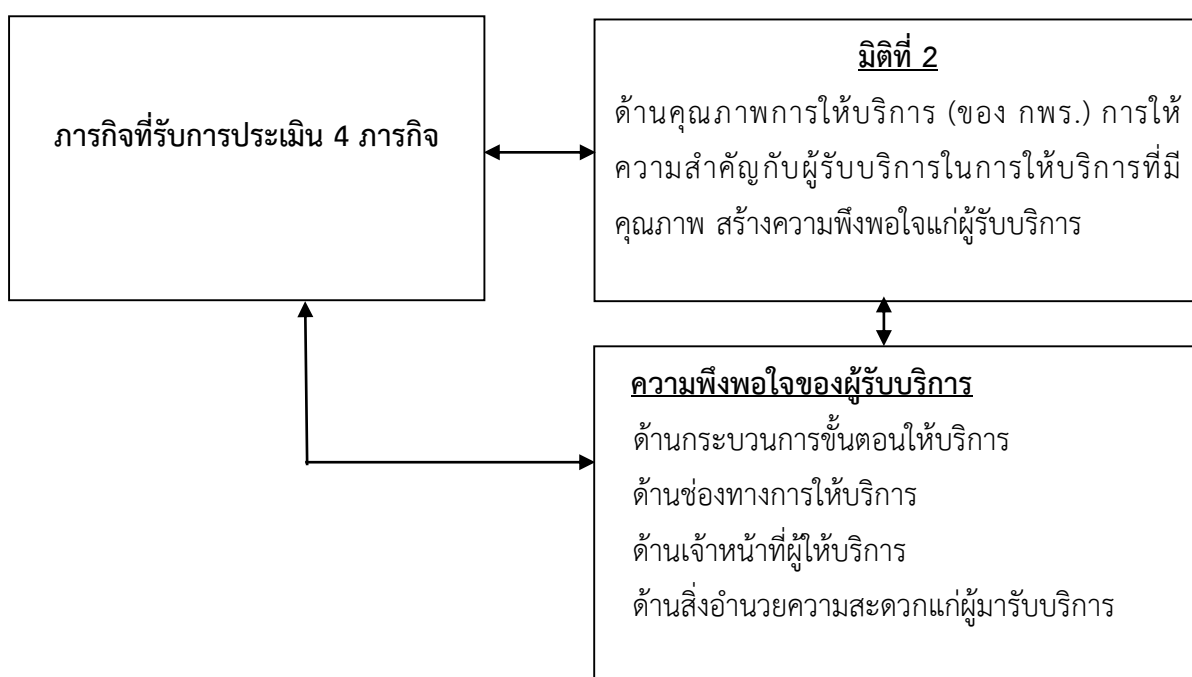 ภารกิจที่รับการประเมิน 4 ภารกิจ
มิติที่ 2
ด้านคุณภาพการให้บริการ (ของ กพร.) การให้
ความสำคัญกับผู้รับบริการในการให้บริการที่มี
คุณภาพ สร้างความพึงพอใจแก่ผู้รับบริการ
ความพึงพอใจของผู้รับบริการ
ด้านกระบวนการขั้นตอนให้บริการ
ด้านช่องทางการให้บริการ
ด้านเจ้าหน้าที่ผู้ให้บริการ
ด้านสิ่งอำนวยความสะดวกแก่ผู้มารับบริการ